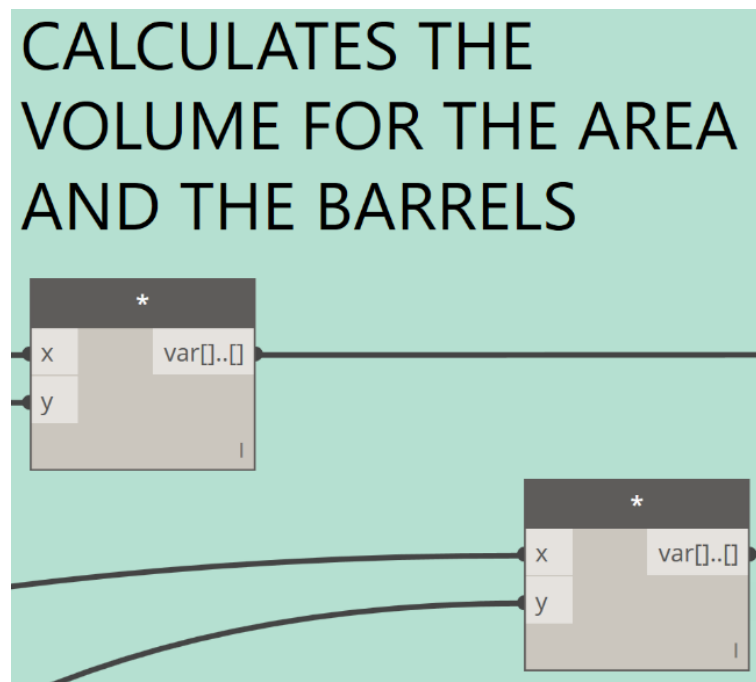 CALCULATES THE
VOLUME FOR THE AREA
AND THE BARRELS
*
x var[]..[]
y
l
*
x var[]..[]
y
l